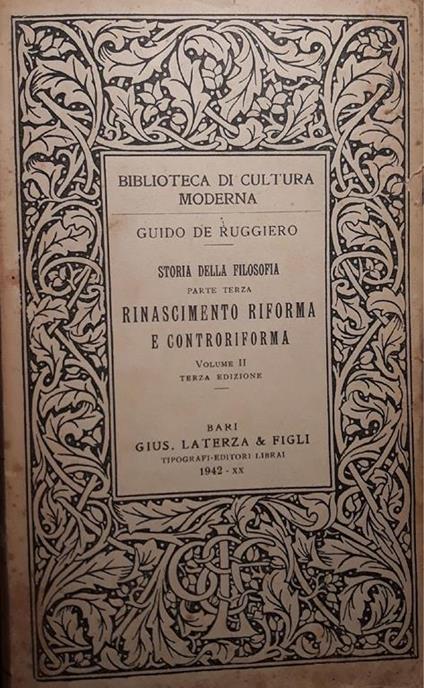 BIBLIOTECA DI CULTURA
MODERNA
GUIDO DE RUGGIERO
STORIA DELLA FILOSOFIA
PARTE TERZA
RINASCIMENTO RIFORMA
E CONTRORIFORMA
VOLUME II
TERZA EDIZIONE
BARI
GIUS. LATERZA & FIGLI
TIPOGRAFI-EDITORI LIBRAI
1942-XX